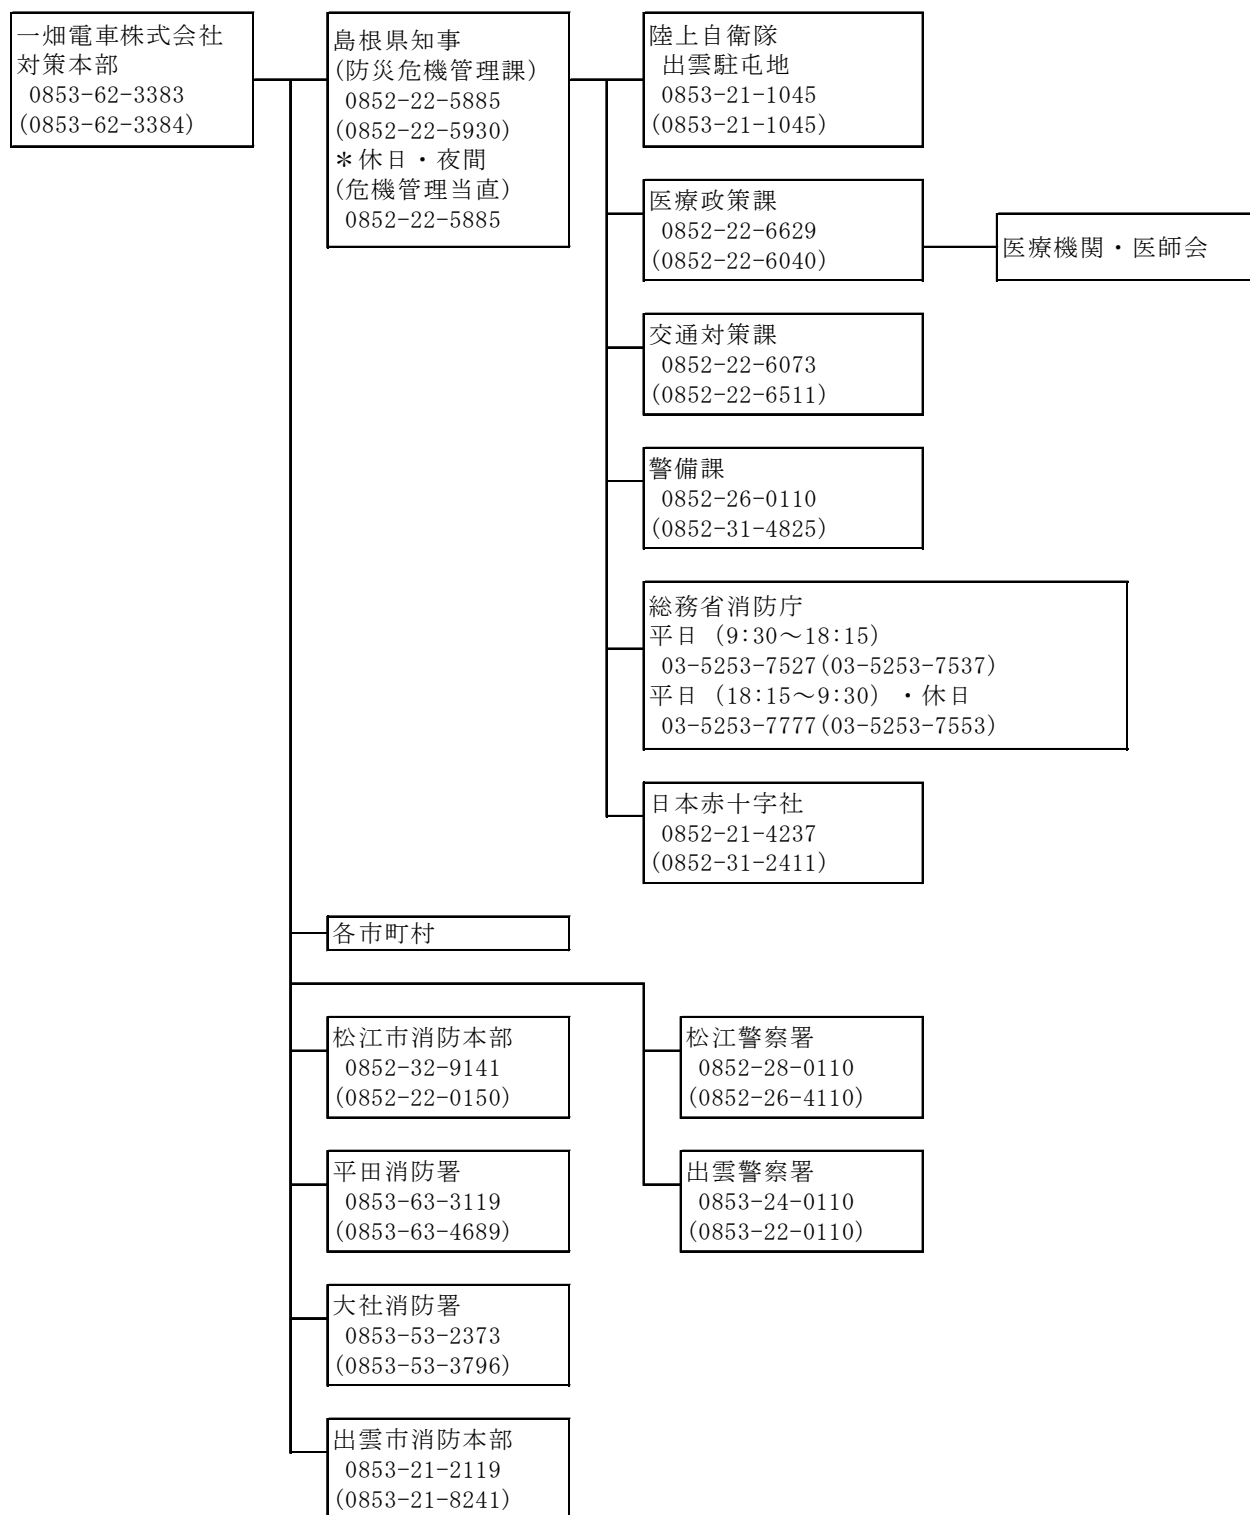 一畑電車株式会社
対策本部
0853-62-3383
(0853-62-3384)
島根県知事
(防災危機管理課)
0852-22-5885
(0852-22-5930)
＊休日・夜間
(危機管理当直)
0852-22-5885
陸上自衛隊
出雲駐屯地
0853-21-1045
(0853-21-1045)
医療政策課
0852-22-6629
(0852-22-6040)
医療機関・医師会
交通対策課
0852-22-6073
(0852-22-6511)
警備課
0852-26-0110
(0852-31-4825)
総務省消防庁
平日（9:30～18:15）
03-5253-7527(03-5253-7537)
平日（18:15～9:30）・休日
03-5253-7777(03-5253-7553)
日本赤十字社
0852-21-4237
(0852-31-2411)
各市町村
松江市消防本部
0852-32-9141
(0852-22-0150)
松江警察署
0852-28-0110
(0852-26-4110)
平田消防署
0853-63-3119
(0853-63-4689)
出雲警察署
0853-24-0110
(0853-22-0110)
大社消防署
0853-53-2373
(0853-53-3796)
出雲市消防本部
0853-21-2119
(0853-21-8241)